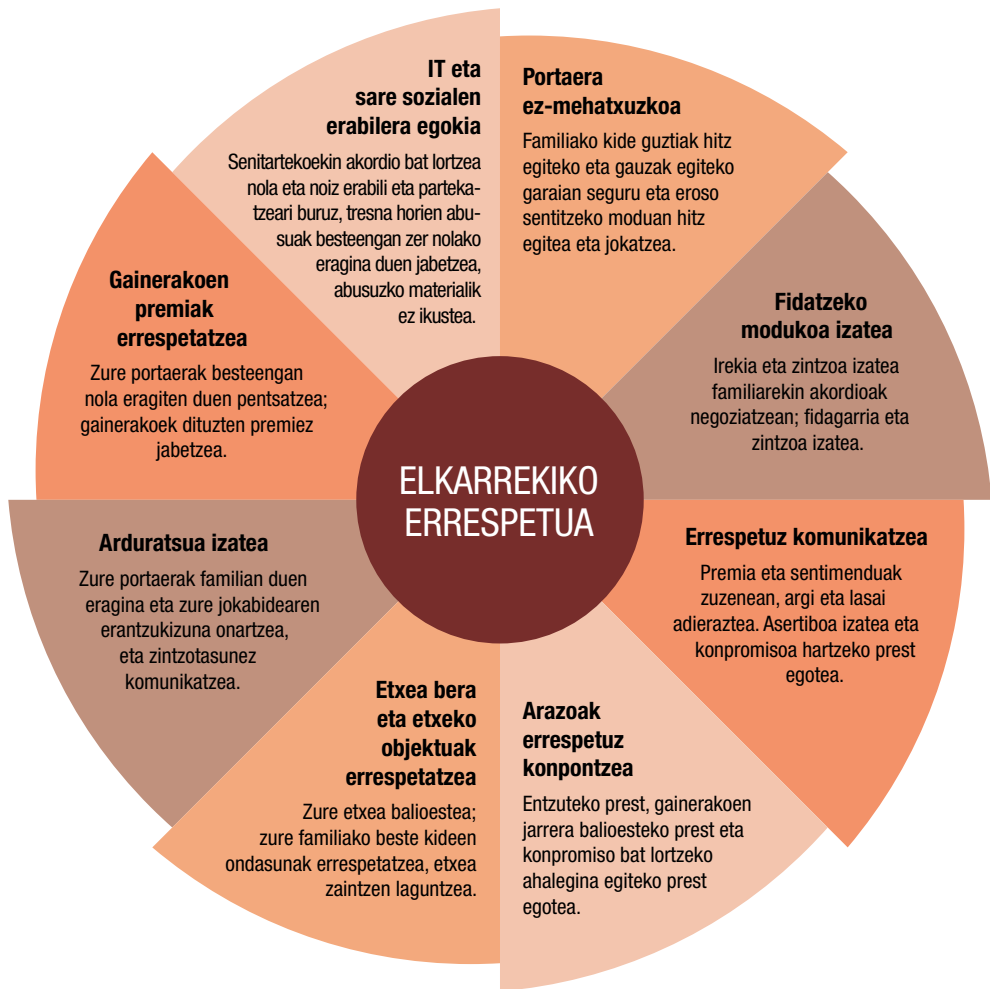 IT eta
sare sozialen
erabilera egokia
Senitartekoekin akordio bat lortzea
nola eta noiz erabili eta parteka-
tzeari buruz, tresna horien abu-
suak besteengan zer nolako
eragina duen jabetzea,
abusuzko materialik
ez ikustea.
Portaera
ez-mehatxuzkoa
Familiako kide guztiak hitz
egiteko eta gauzak egiteko
garaian seguru eta eroso
sentitzeko moduan hitz
egitea eta jokatzea.
Fidatzeko
modukoa izatea
Irekia eta zintzoa izatea
familiarekin akordioak
negoziatzean; fidagarria eta
zintzoa izatea.
Errespetuz komunikatzea
Premia eta sentimenduak
zuzenean, argi eta lasai
adieraztea. Asertiboa izatea eta
konpromisoa hartzeko prest
egotea.
Arazoak
errespetuz
konpontzea
Entzuteko prest, gainerakoen
jarrera balioesteko prest eta
konpromiso bat lortzeko
ahalegina egiteko prest
egotea.
Etxea bera
eta etxeko
objektuak
errespetatzea
Zure etxea balioestea;
zure familiako beste kideen
ondasunak errespetatzea, etxea
zaintzen laguntzea.
Arduratsua izatea
Zure portaerak familian duen
eragina eta zure jokabidearen
erantzukizuna onartzea,
eta zintzotasunez
komunikatzea.
Gainerakoen
premiak
errespetatzea
Zure portaerak besteengan
nola eragiten duen pentsatzea;
gainerakoek dituzten premiez
jabetzea.
ELKARREKIKO
ERRESPETUA